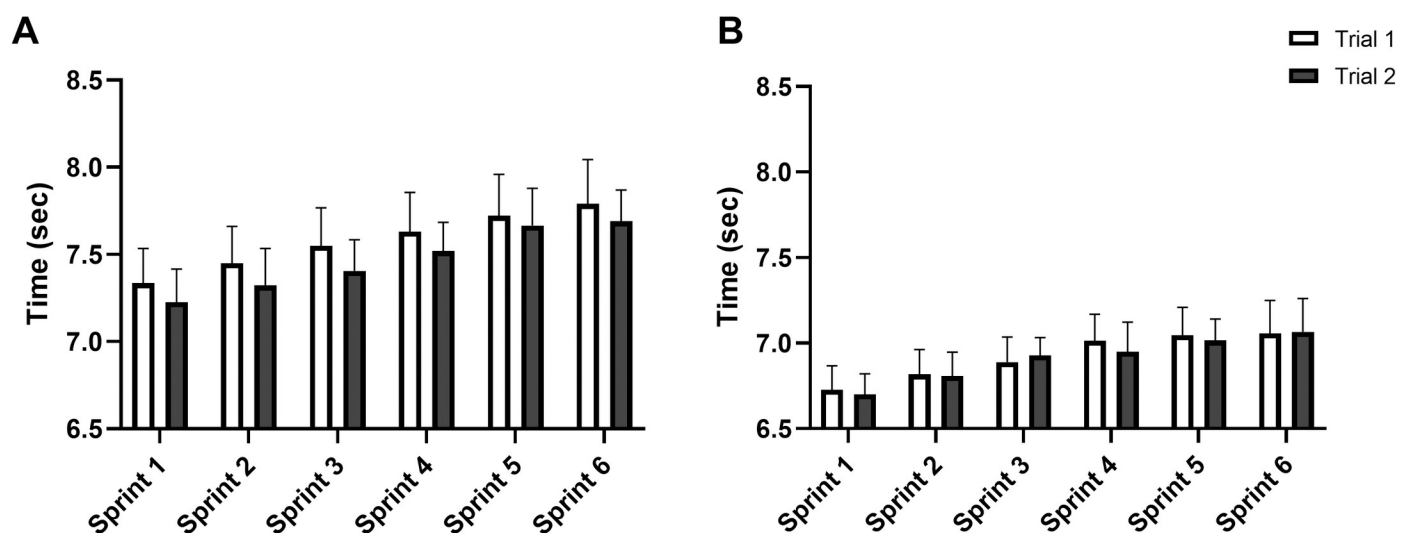 A
Time (sec)
8.5
8.0
7.5
7.0
6.5
Sprint 1
Sprint 2
Sprint 3
Sprint 4
Sprint 5
Sprint 6
B
Trial 1
Trial 2
Time (sec)
8.5
8.0
7.5
7.0
6.5
Sprint 1
Sprint 2
Sprint 3
Sprint 4
Sprint 5
Sprint 6